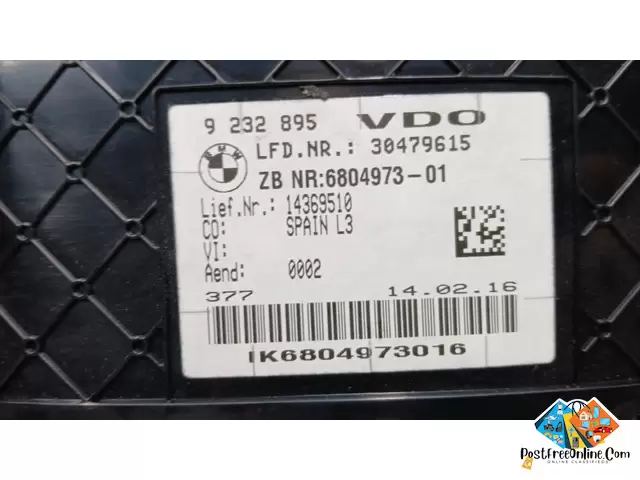 9 232 895 VDO
LFD.NR.: 30479615
ZB NR:6804973-01
Lief.Nr.: 14369510
CO: SPAIN L3
VI:
Aend: 0002
377 14.02.16
IK6804973016
PostFreeOnline.Com
ONLINE CLASSIFIEDS